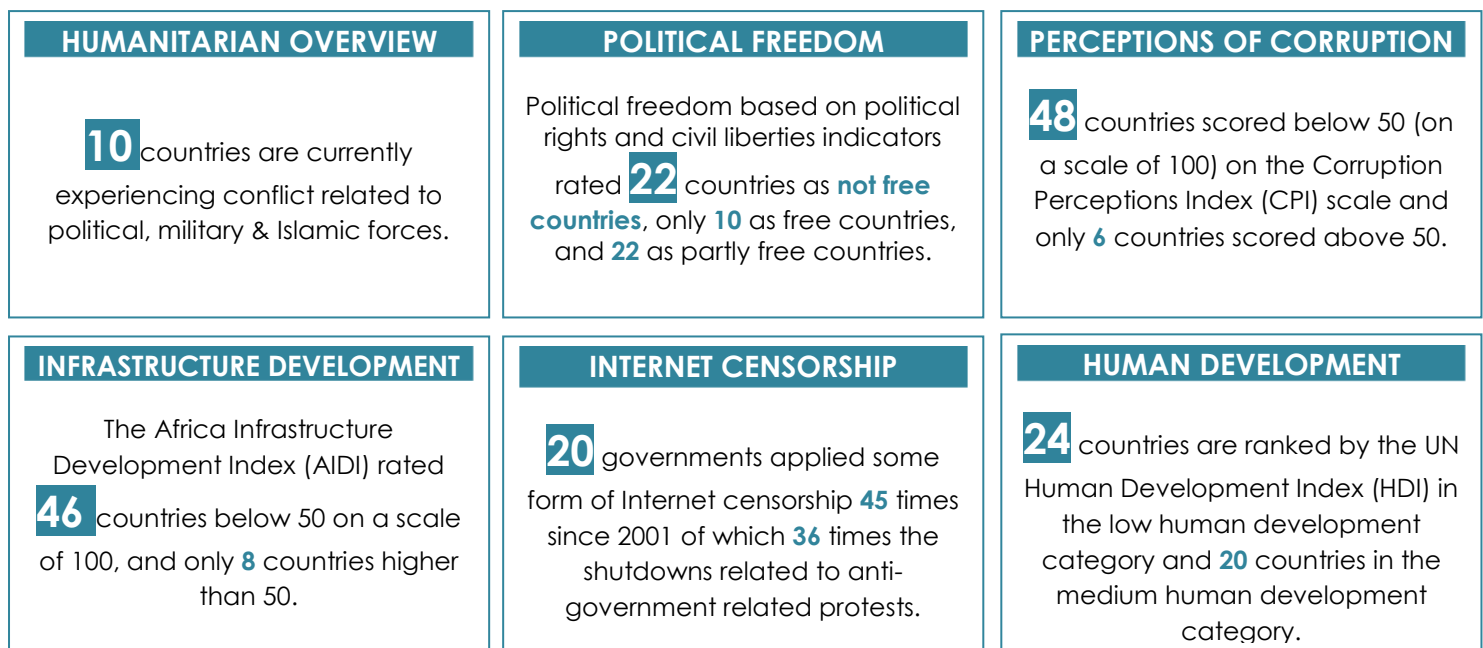 HUMANITARIAN OVERVIEW
10 countries are currently
experiencing conflict related to
political, military & Islamic forces.
POLITICAL FREEDOM
Political freedom based on political
rights and civil liberties indicators
rated 22 countries as not free
countries, only 10 as free countries,
and 22 as partly free countries.
PERCEPTIONS OF CORRUPTION
48 countries scored below 50 (on
a scale of 100) on the Corruption
Perceptions Index (CPI) scale and
only 6 countries scored above 50.
INFRASTRUCTURE DEVELOPMENT
The Africa Infrastructure
Development Index (AIDI) rated
46 countries below 50 on a scale
of 100, and only 8 countries higher
than 50.
INTERNET CENSORSHIP
20 governments applied some
form of Internet censorship 45 times
since 2001 of which 36 times the
shutdowns related to anti-
government related protests.
HUMAN DEVELOPMENT
24 countries are ranked by the UN
Human Development Index (HDI) in
the low human development
category and 20 countries in the
medium human development
category.